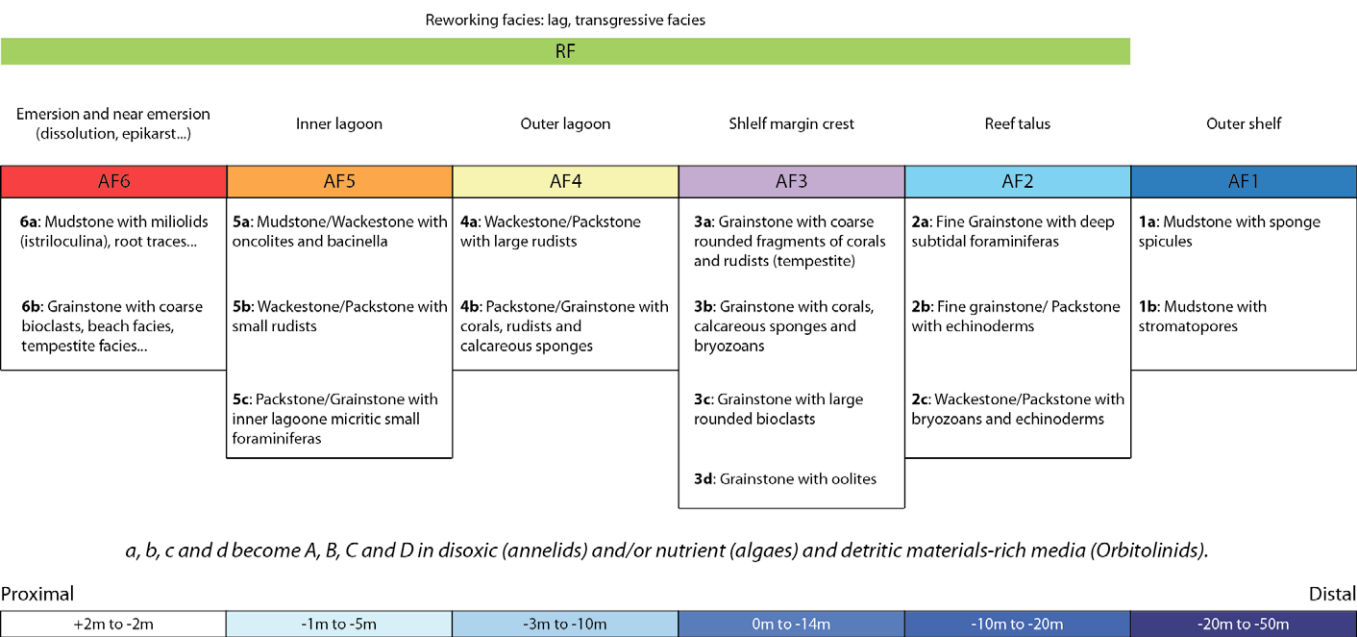 Reworking facies: lag, transgressive facies
RF
Emersion and near emersion
(dissolution, epikarst...)
Inner lagoon
Outer lagoon
Shlelf margin crest
Reef talus
Outer shelf
AF6
AF5
AF4
AF3
AF2
AF1
6a: Mudstone with miliolids
(istriloculina), root traces...
6b: Grainstone with coarse
bioclasts, beach facies,
tempestite facies...
5a: Mudstone/Wackestone with
oncolites and bacinella
5b: Wackestone/Packstone with
small rudists
5c: Packstone/Grainstone with
inner lagoone micritic small
foraminiferas
4a: Wackestone/Packstone
with large rudists
4b: Packstone/Grainstone with
corals, rudists and
calcareous sponges
3a: Grainstone with coarse
rounded fragments of corals
and rudists (tempestite)
3b: Grainstone with corals,
calcareous sponges and
bryozoans
3c: Grainstone with large
rounded bioclasts
3d: Grainstone with oolites
2a: Fine Grainstone with deep
subtidal foraminiferas
2b: Fine grainstone/ Packstone
with echinoderms
2c: Wackestone/Packstone with
bryozoans and echinoderms
1a: Mudstone with sponge
spicules
1b: Mudstone with
stromatopores
a, b, c and d become A, B, C and D in disoxic (annelids) and/or nutrient (algaes) and detritic materials-rich media (Orbitolinids).
Proximal
Distal
+2m to -2m
-1m to -5m
-3m to -10m
0m to -14m
-10m to -20m
-20m to -50m